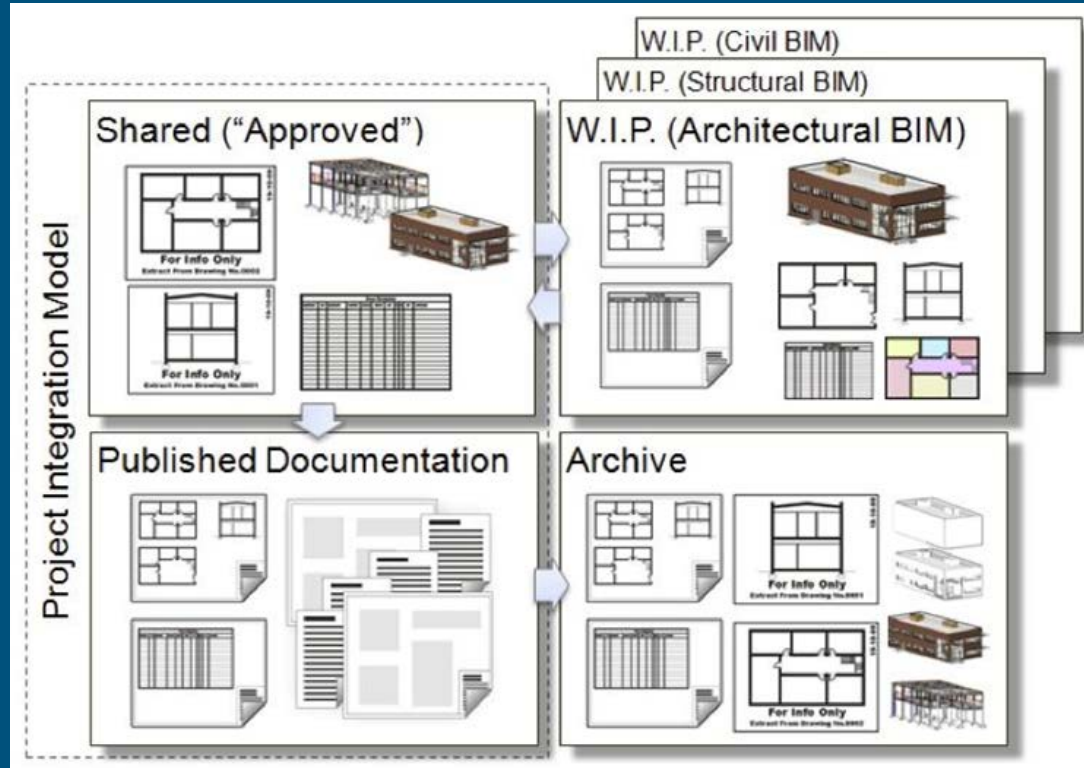 W.I.P. (Civil BIM)
W.I.P. (Structural BIM)
Project Integration Model
Shared (“Approved”)
For Info Only
Extract From Drawing No.0002
For Info Only
Extract From Drawing No.0001
W.I.P. (Architectural BIM)
Published Documentation
Archive
For Info Only
Extract From Drawing No.0001
For Info Only
Extract From Drawing No.0002